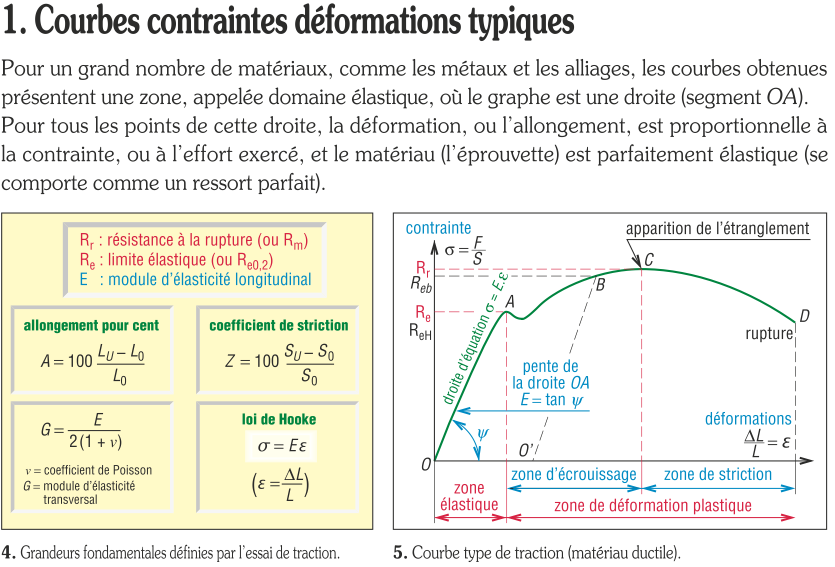 1. Courbes contraintes déformations typiques
Pour un grand nombre de matériaux, comme les métaux et les alliages, les courbes obtenues
présentent une zone, appelée domaine élastique, où le graphe est une droite (segment OA).
Pour tous les points de cette droite, la déformation, ou l'allongement, est proportionnelle à
la contrainte, ou à l'effort exercé, et le matériau (l'éprouvette) est parfaitement élastique (se
comporte comme un ressort parfait).
Rr : résistance à la rupture (ou Rm)
Re : limite élastique (ou Re0,2)
E : module d'élasticité longitudinal
allongement pour cent
A = 100 (LU – L0) / L0
coefficient de striction
Z = 100 (SU – S0) / S0
G = E / 2(1 + ν)
ν = coefficient de Poisson
G = module d'élasticité
transversal
loi de Hooke
σ = Eε
(ε = ΔL / L)
4. Grandeurs fondamentales définies par l'essai de traction.
contrainte
σ = F / S
apparition de l'étranglement
Rr
Reb
Re
ReH
A
B
C
D
rupture
droite d'équation σ = E.ε
pente de
la droite OA
E = tan ψ
ψ
déformations
ΔL / L = ε
O
O'
zone d'écrouissage
zone de striction
zone
élastique
zone de déformation plastique
5. Courbe type de traction (matériau ductile).